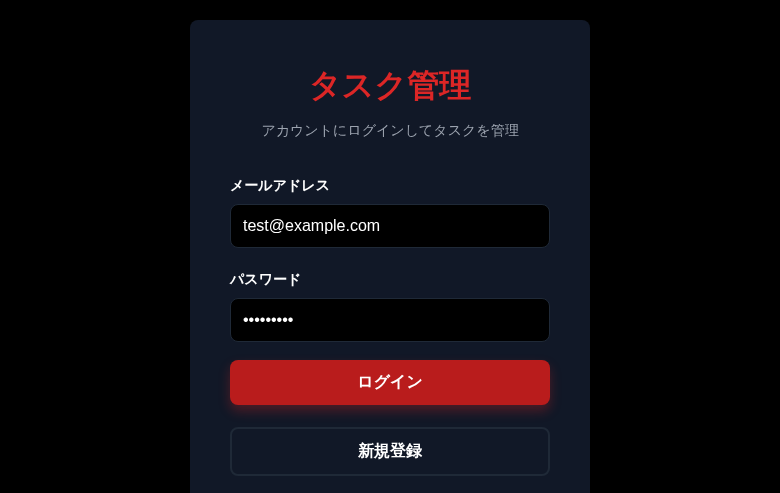 タスク管理
アカウントにログインしてタスクを管理
メールアドレス
test@example.com
パスワード
•••••••••
ログイン
新規登録